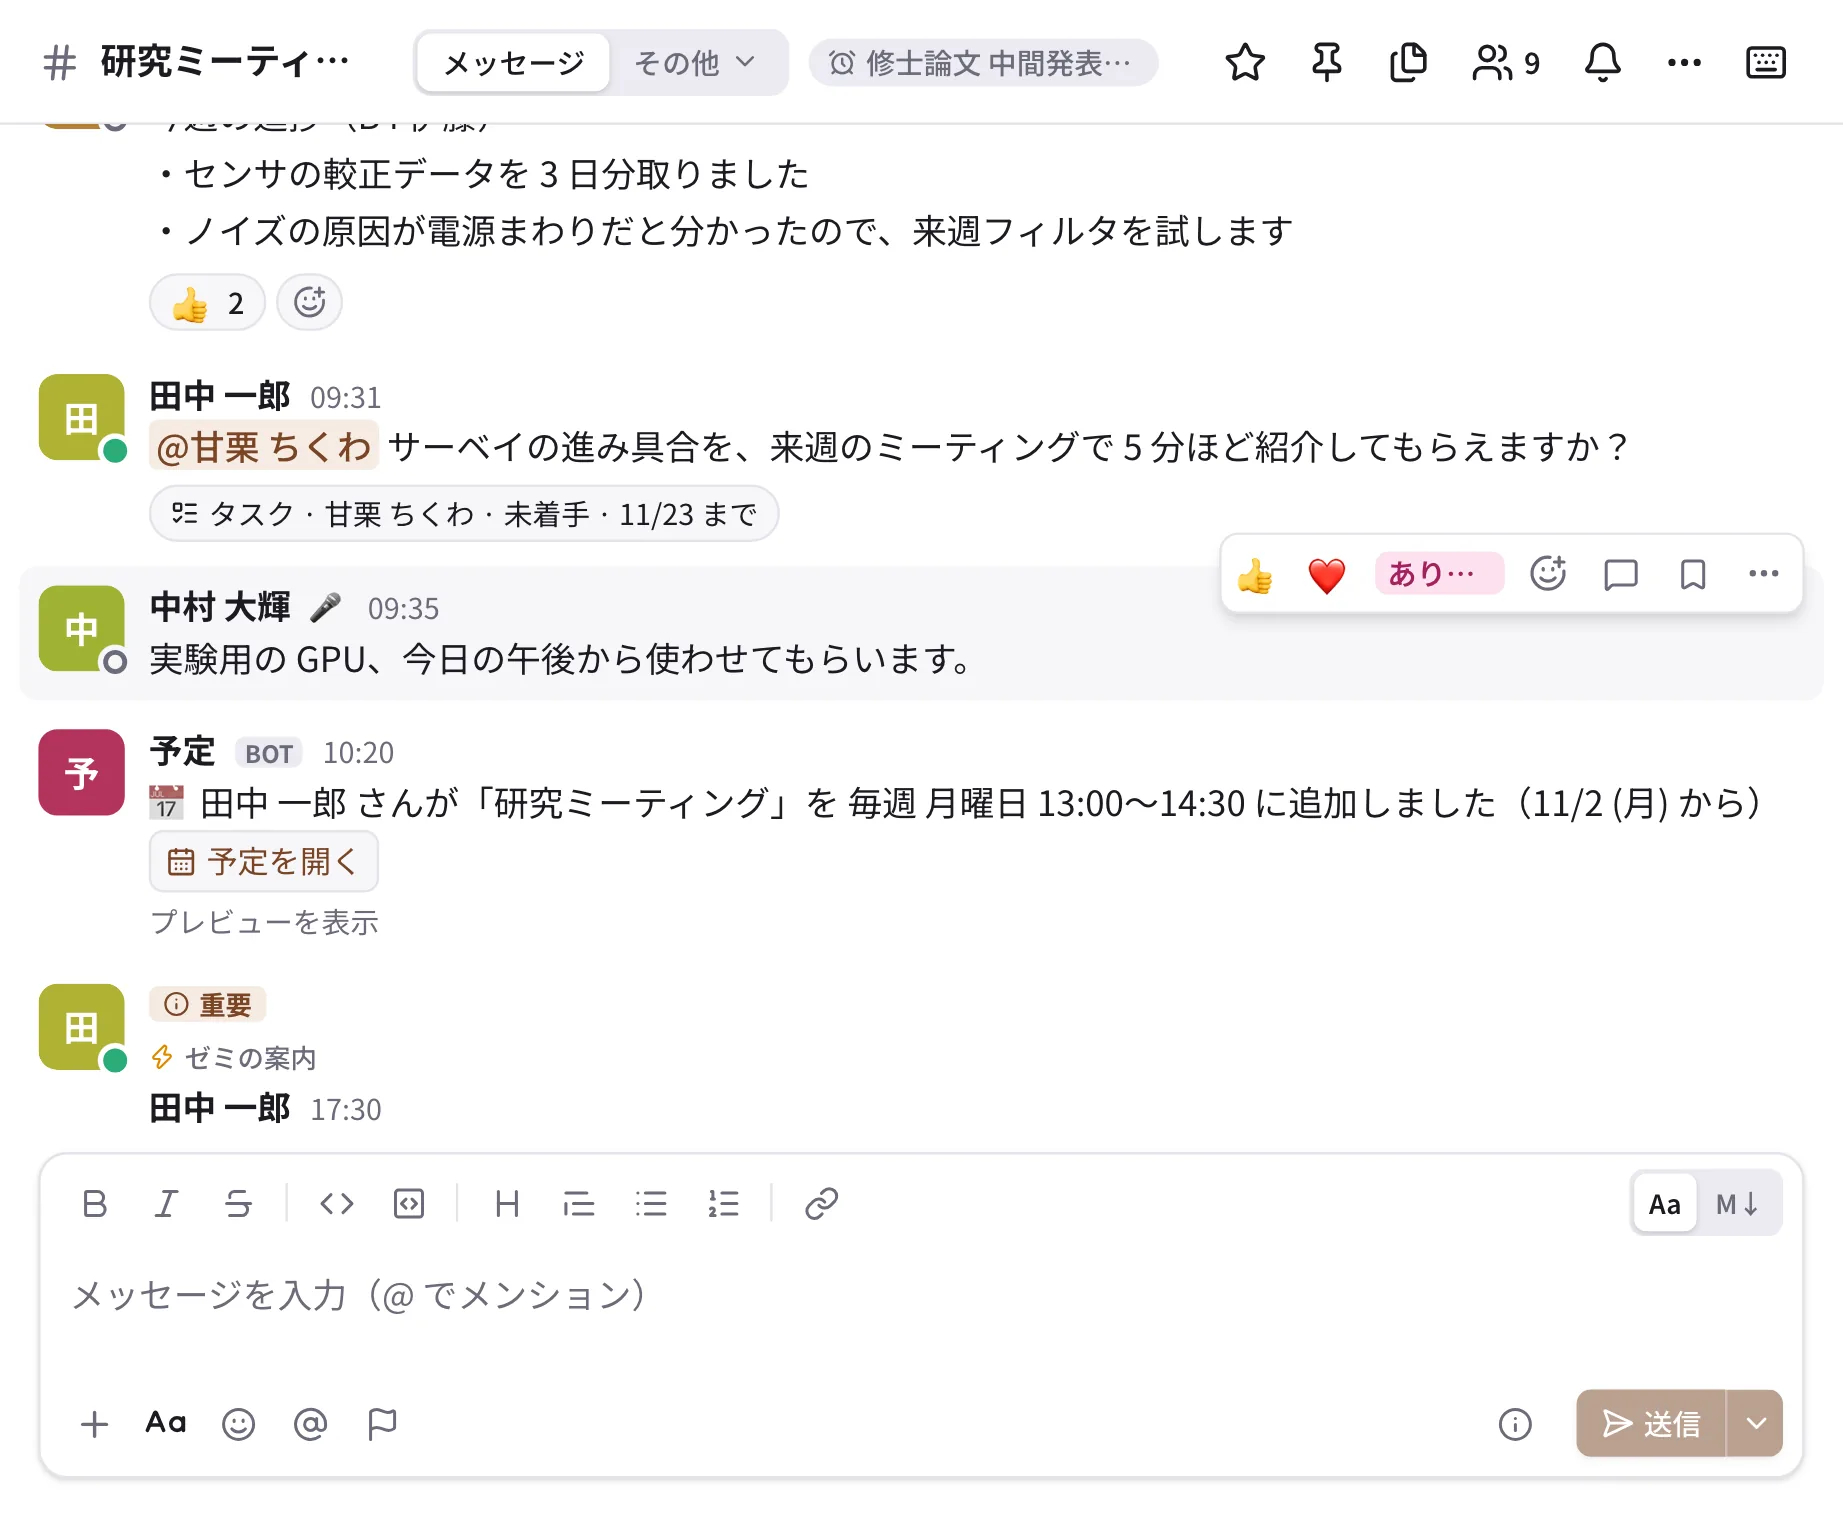 # 研究ミーティ…
メッセージ その他
修士論文 中間発表…
9
・センサの較正データを 3 日分取りました
・ノイズの原因が電源まわりだと分かったので、来週フィルタを試します
👍 2
田
田中 一郎 09:31
@甘栗 ちくわ サーベイの進み具合を、来週のミーティングで 5 分ほど紹介してもらえますか？
タスク · 甘栗 ちくわ · 未着手 · 11/23 まで
あり…
中
中村 大輝 🎤 09:35
実験用の GPU、今日の午後から使わせてもらいます。
予
予定 BOT 10:20
📅 田中 一郎 さんが「研究ミーティング」を 毎週 月曜日 13:00〜14:30 に追加しました（11/2 (月) から）
予定を開く
プレビューを表示
田
重要
ゼミの案内
田中 一郎 17:30
Aa M↓
メッセージを入力（@ でメンション）
Aa
送信